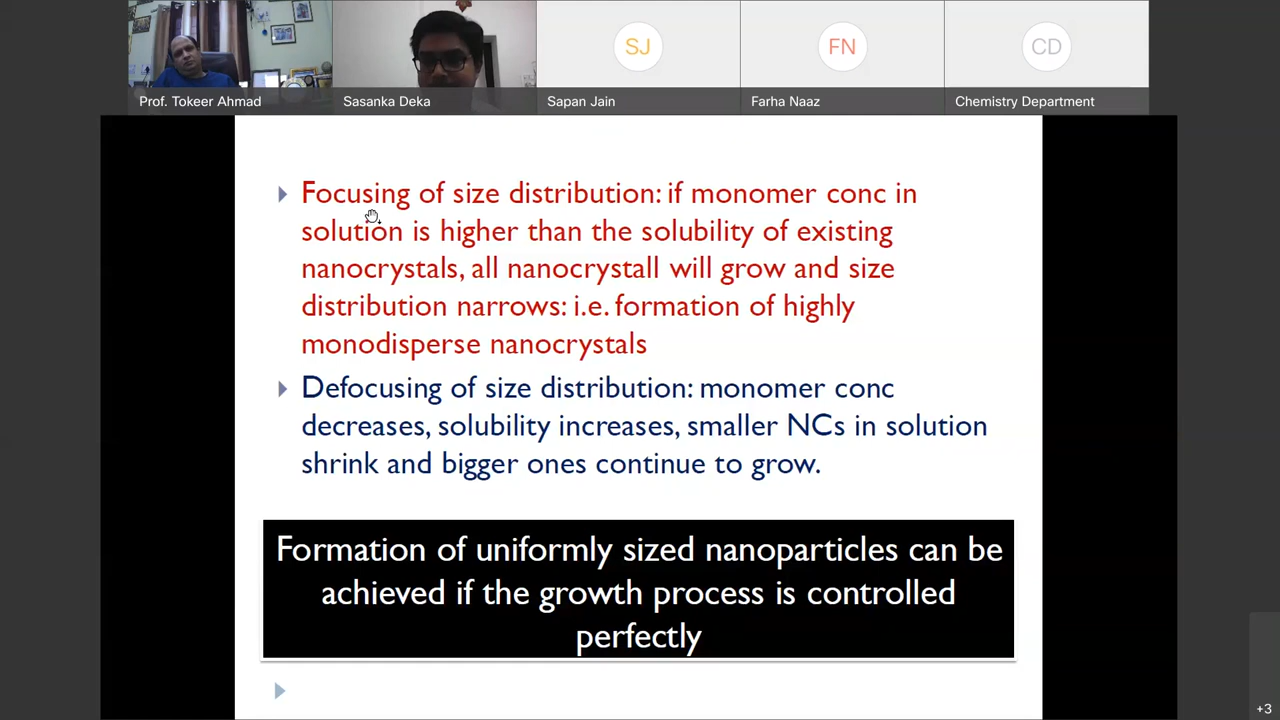 SJ
FN
CD
Prof. Tokeer Ahmad
Sasanka Deka
Sapan Jain
Farha Naaz
Chemistry Department
Focusing of size distribution: if monomer conc in
solution is higher than the solubility of existing
nanocrystals, all nanocrystall will grow and size
distribution narrows: i.e. formation of highly
monodisperse nanocrystals
Defocusing of size distribution: monomer conc
decreases, solubility increases, smaller NCs in solution
shrink and bigger ones continue to grow.
Formation of uniformly sized nanoparticles can be
achieved if the growth process is controlled
perfectly
+3